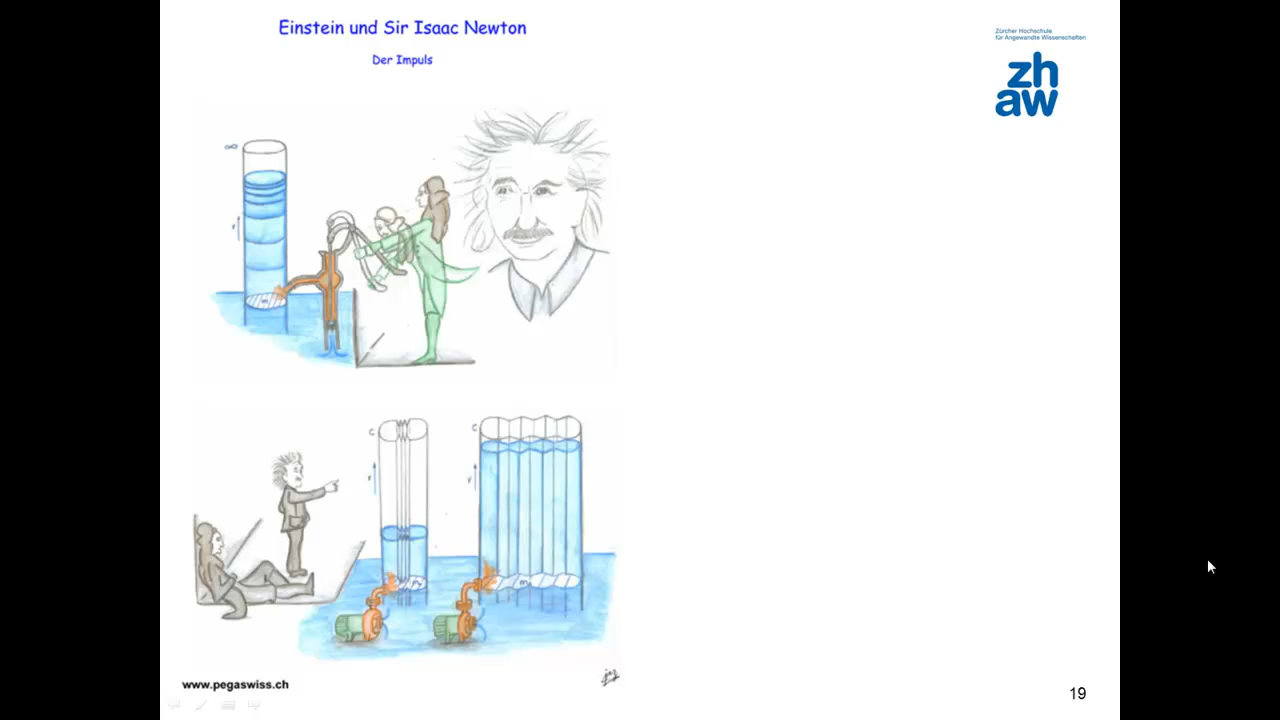 Einstein und Sir Isaac Newton
Der Impuls
Zürcher Hochschule
für Angewandte Wissenschaften
zh
aw
∞
v
m
c
v
c
v
m
www.pegaswiss.ch
19